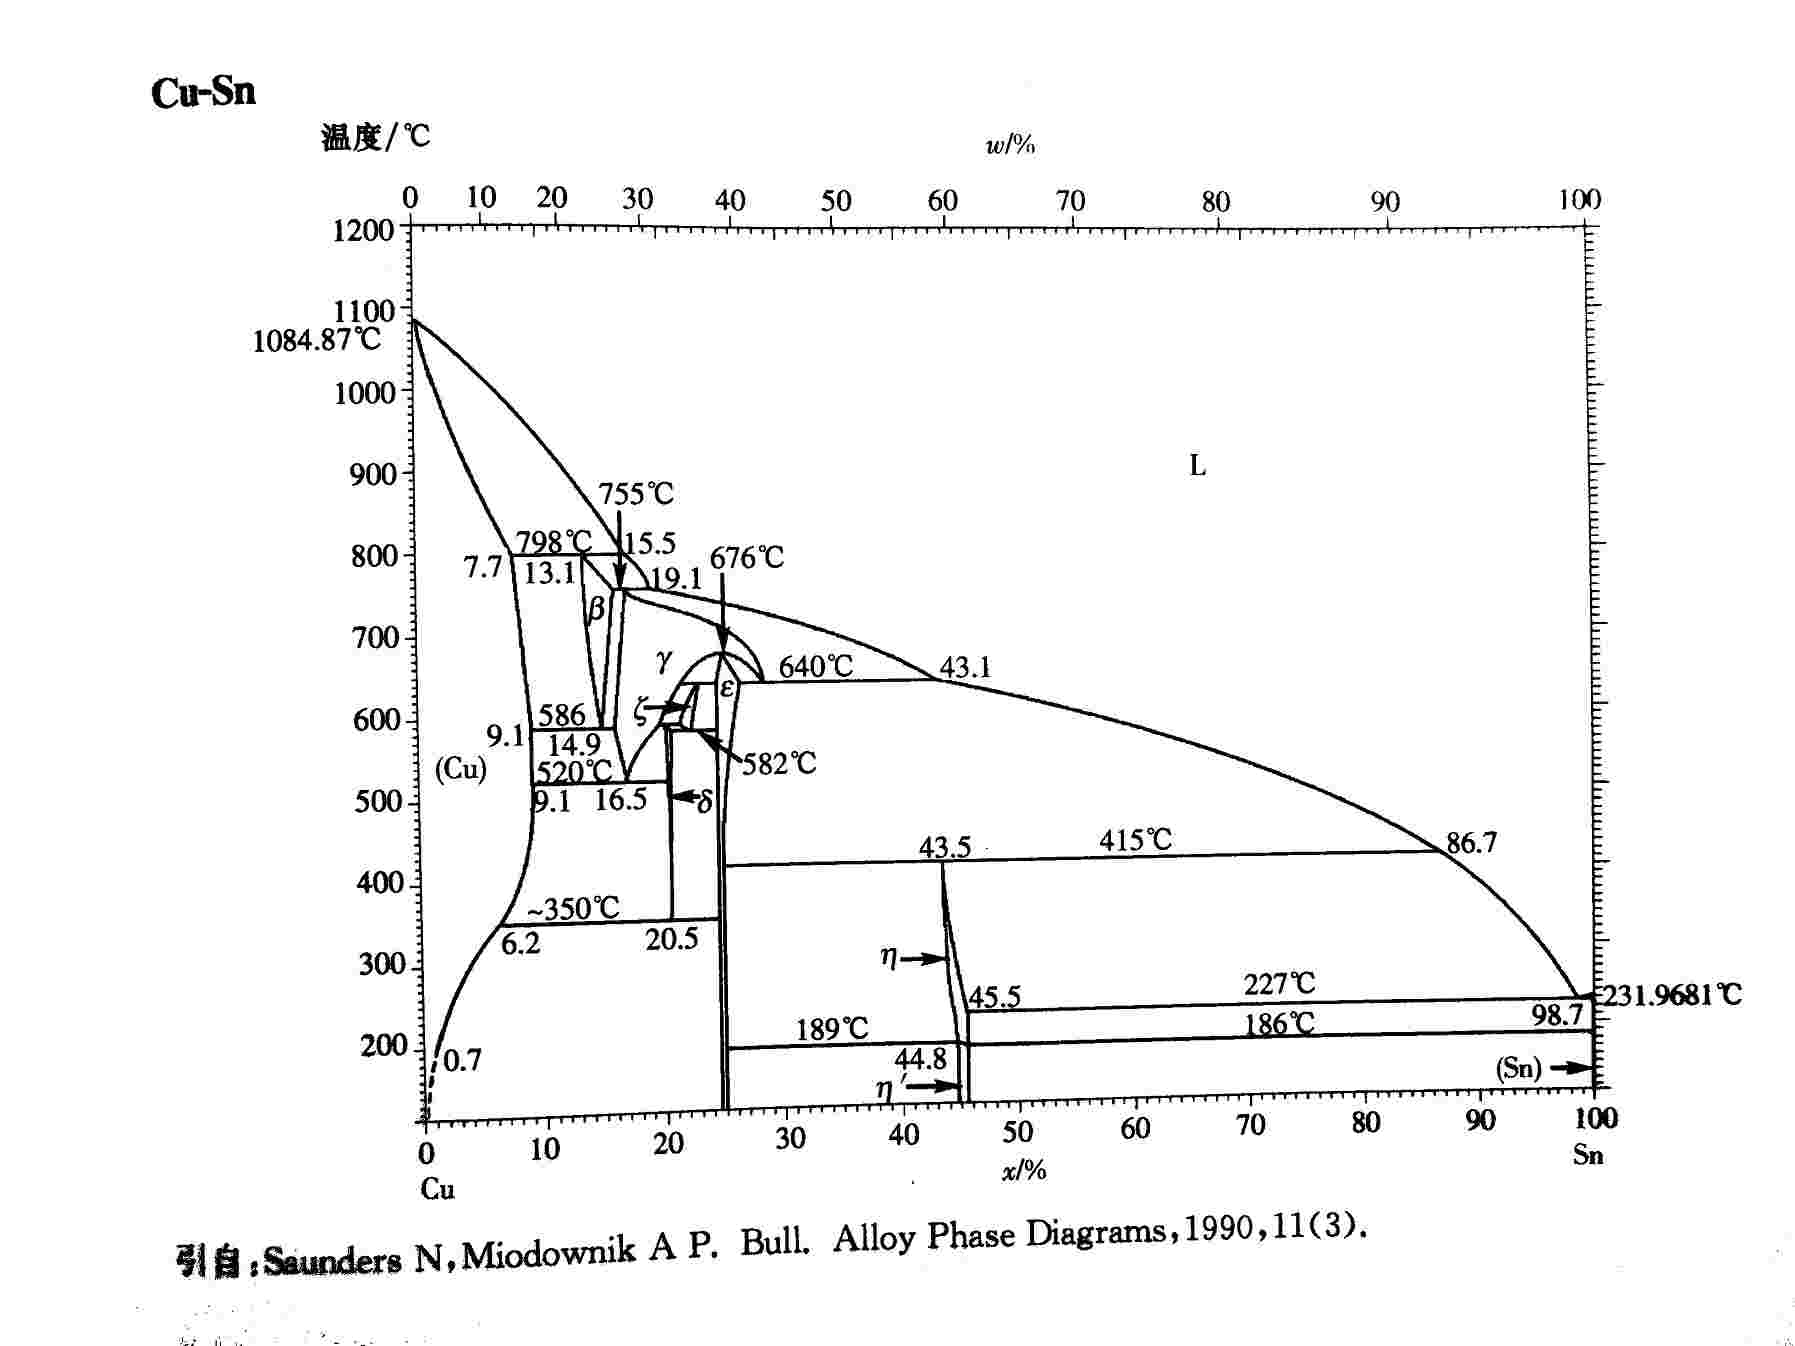 Cu-Sn
温度/℃
w/%
0 10 20 30 40 50 60 70 80 90 100
1200
1100
1084.87℃
1000
900
L
755℃
800
798℃
15.5
676℃
7.7
13.1
19.1
β
700
γ
640℃
43.1
ε
ζ
600
586
9.1
14.9
582℃
(Cu)
520℃
500
9.1
16.5
δ
43.5
415℃
86.7
400
~350℃
6.2
20.5
300
η
45.5
227℃
231.9681℃
189℃
186℃
98.7
200
0.7
44.8
η′
(Sn)
0 10 20 30 40 50 60 70 80 90 100
x/%
Cu
Sn
引自:Saunders N,Miodownik A P. Bull. Alloy Phase Diagrams,1990,11(3).